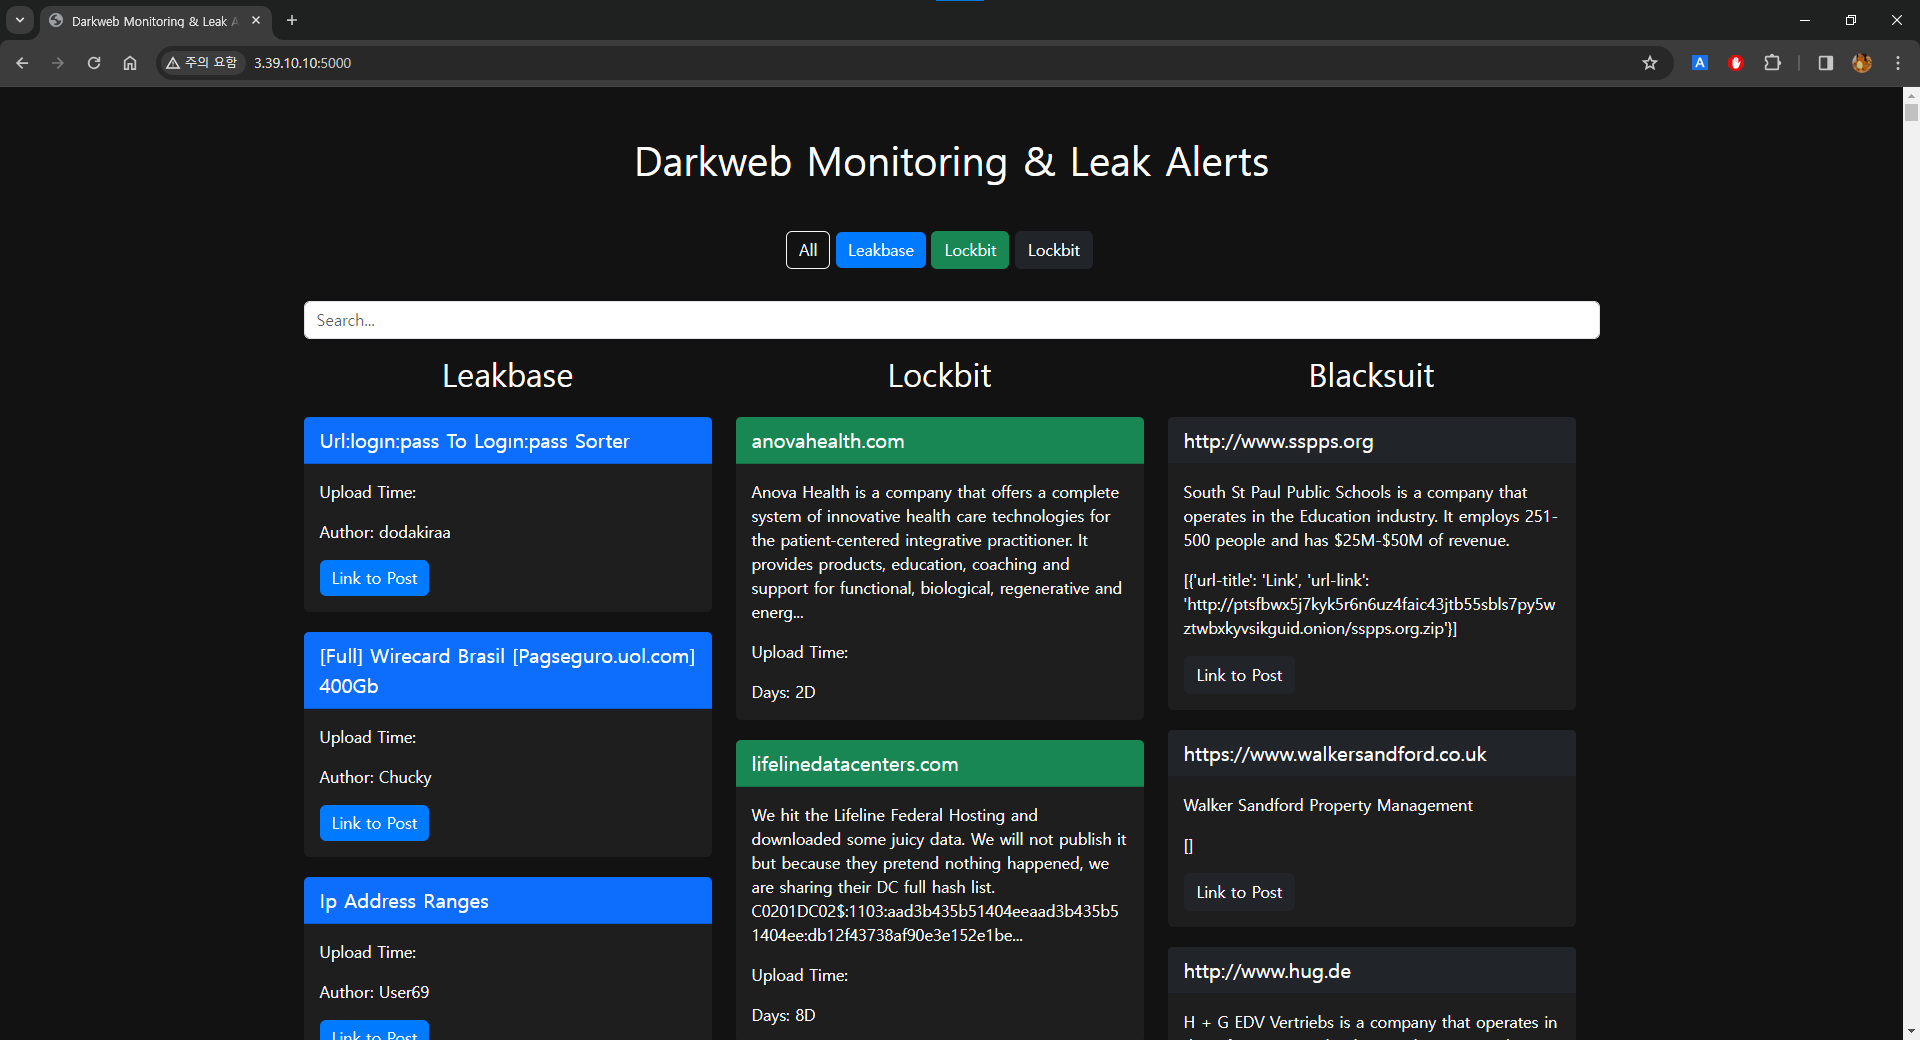 Darkweb Monitoring & Leak A
주의 요함
3.39.10.10:5000
A
Darkweb Monitoring & Leak Alerts
All
Leakbase
Lockbit
Lockbit
Search...
Leakbase
Url:logın:pass To Logın:pass Sorter
Upload Time:
Author: dodakiraa
Link to Post
[Full] Wirecard Brasil [Pagseguro.uol.com]
400Gb
Upload Time:
Author: Chucky
Link to Post
Ip Address Ranges
Upload Time:
Author: User69
Link to Post
Lockbit
anovahealth.com
Anova Health is a company that offers a complete
system of innovative health care technologies for
the patient-centered integrative practitioner. It
provides products, education, coaching and
support for functional, biological, regenerative and
energ...
Upload Time:
Days: 2D
lifelinedatacenters.com
We hit the Lifeline Federal Hosting and
downloaded some juicy data. We will not publish it
but because they pretend nothing happened, we
are sharing their DC full hash list.
C0201DC02$:1103:aad3b435b51404eeaad3b435b5
1404ee:db12f43738af90e3e152e1be...
Upload Time:
Days: 8D
Blacksuit
http://www.sspps.org
South St Paul Public Schools is a company that
operates in the Education industry. It employs 251-
500 people and has $25M-$50M of revenue.
[{'url-title': 'Link', 'url-link':
'http://ptsfbwx5j7kyk5r6n6uz4faic43jtb55sbls7py5w
ztwbxkyvsikguid.onion/sspps.org.zip'}]
Link to Post
https://www.walkersandford.co.uk
Walker Sandford Property Management
[]
Link to Post
http://www.hug.de
H + G EDV Vertriebs is a company that operates in